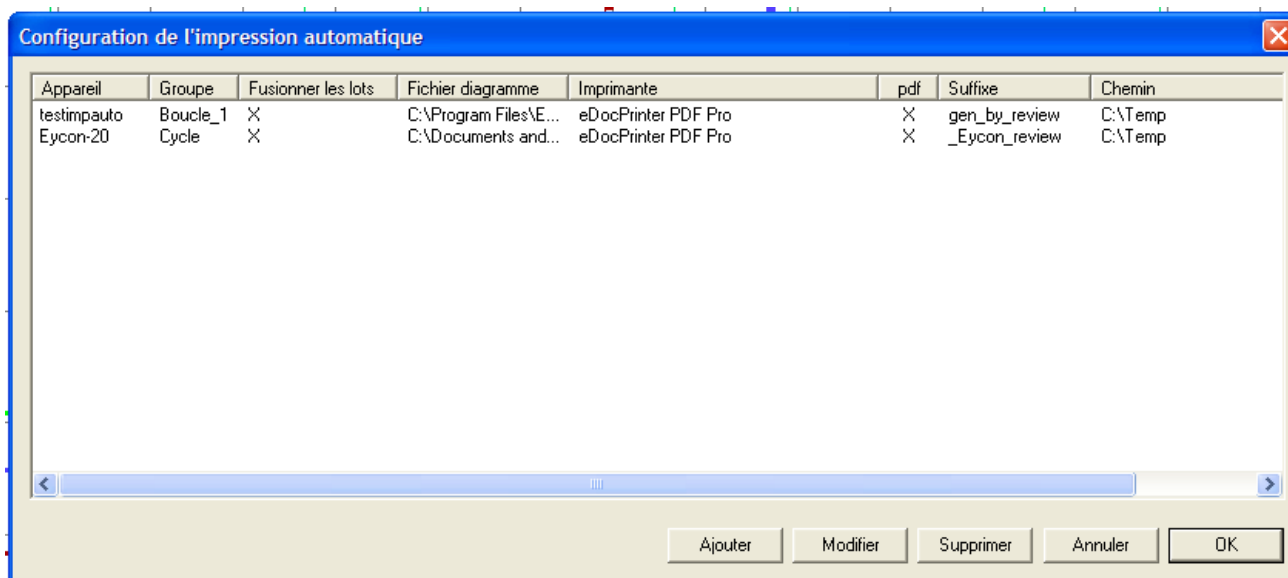 Configuration de l'impression automatique
Appareil Groupe Fusionner les lots Fichier diagramme Imprimante pdf Suffixe Chemin
testimpauto Boucle_1 X C:\Program Files\E... eDocPrinter PDF Pro X gen_by_review C:\Temp
Eycon-20 Cycle X C:\Documents and... eDocPrinter PDF Pro X _Eycon_review C:\Temp
Ajouter Modifier Supprimer Annuler OK